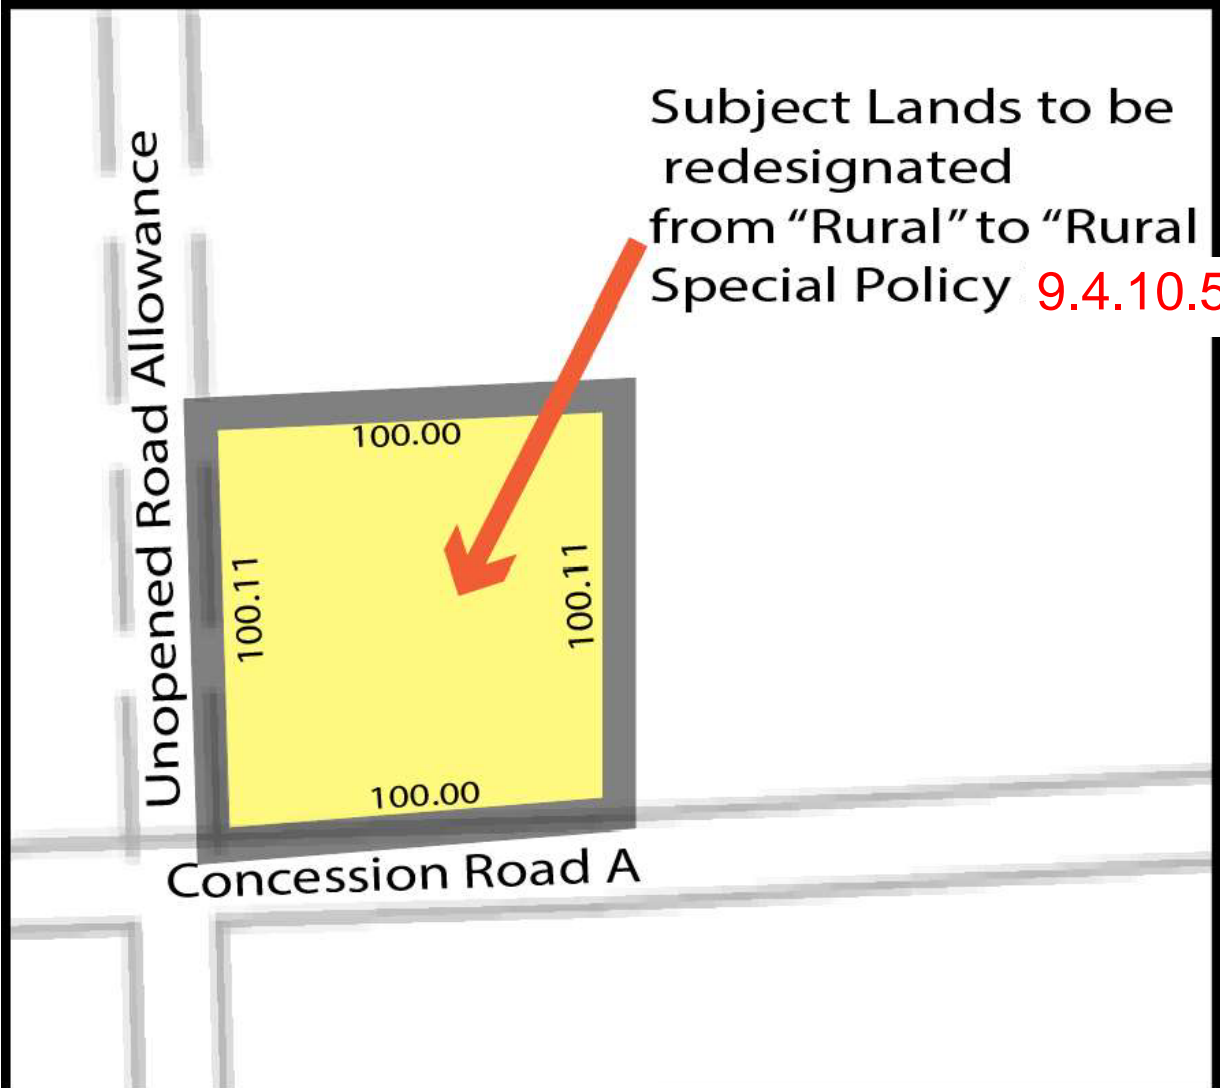 Subject Lands to be
redesignated
from “Rural” to “Rural
Special Policy 9.4.10.5
Unopened Road Allowance
100.00
100.11
100.11
100.00
Concession Road A